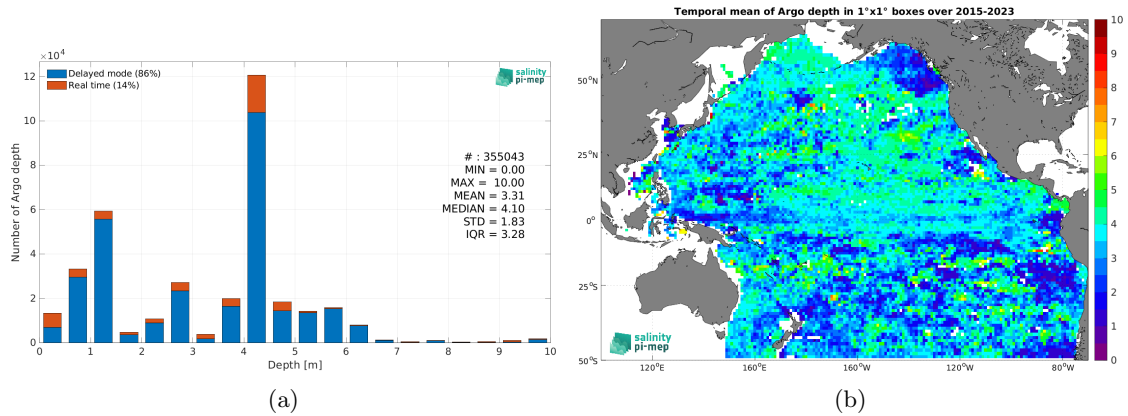 ×10⁴
12
10
8
6
4
2
0
Number of Argo depth
Delayed mode (86%)
Real time (14%)
salinity
pi-mep
# : 355043
MIN = 0.00
MAX = 10.00
MEAN = 3.31
MEDIAN = 4.10
STD = 1.83
IQR = 3.28
0 1 2 3 4 5 6 7 8 9 10
Depth [m]
(a)
Temporal mean of Argo depth in 1°x1° boxes over 2015-2023
50°N
25°N
0°
25°S
50°S
120°E 160°E 160°W 120°W 80°W
salinity
pi-mep
10
9
8
7
6
5
4
3
2
1
0
(b)